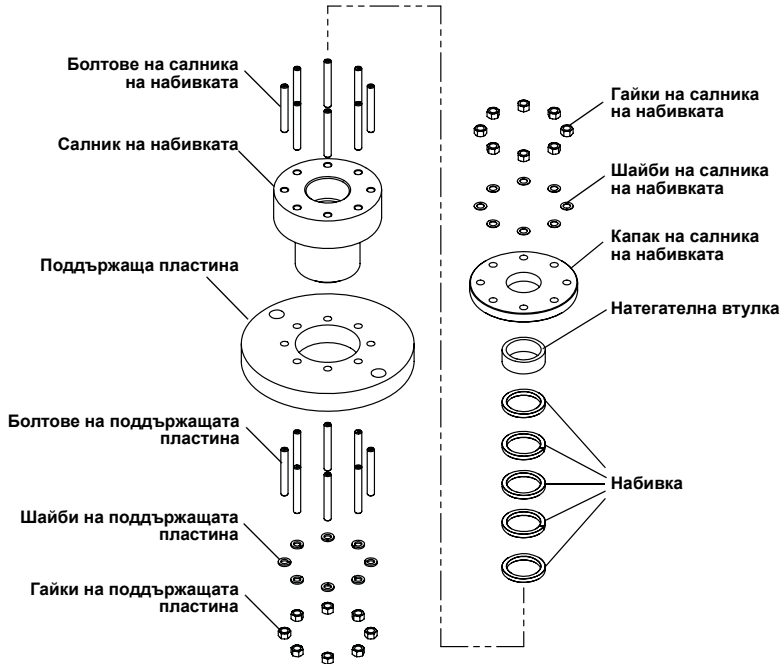 Болтове на салника
на набивката
Салник на набивката
Поддържаща пластина
Болтове на поддържащата
пластина
Шайби на поддържащата
пластина
Гайки на поддържащата
пластина
Гайки на салника
на набивката
Шайби на салника
на набивката
Капак на салника
на набивката
Натегателна втулка
Набивка